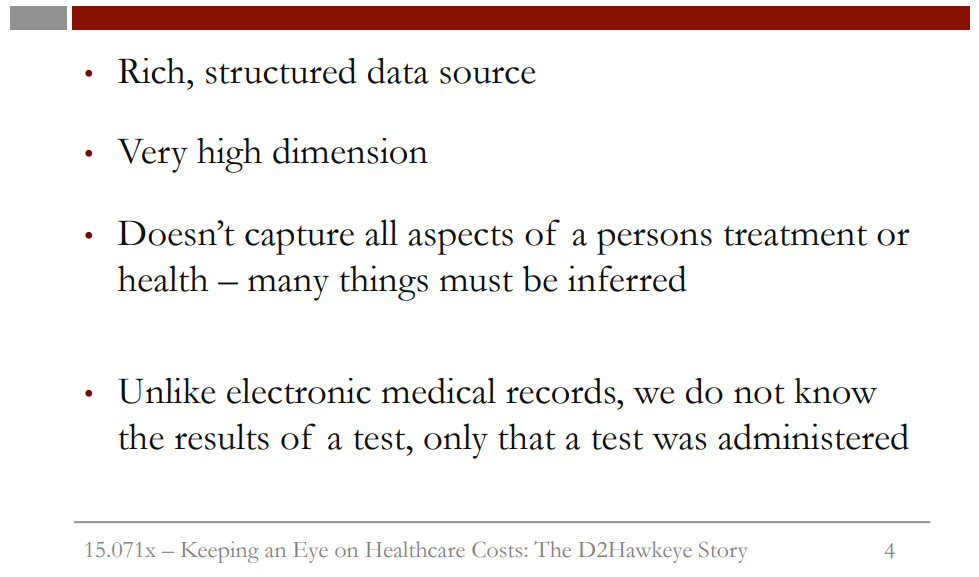 • Rich, structured data source
• Very high dimension
• Doesn’t capture all aspects of a persons treatment or
health – many things must be inferred
• Unlike electronic medical records, we do not know
the results of a test, only that a test was administered
15.071x – Keeping an Eye on Healthcare Costs: The D2Hawkeye Story 4